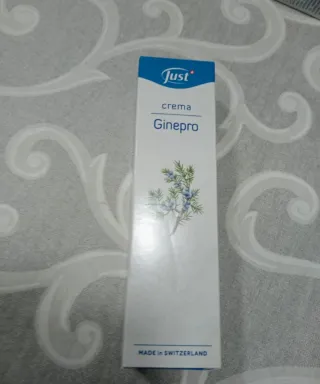 Just
crema
Ginepro
MADE IN SWITZERLAND